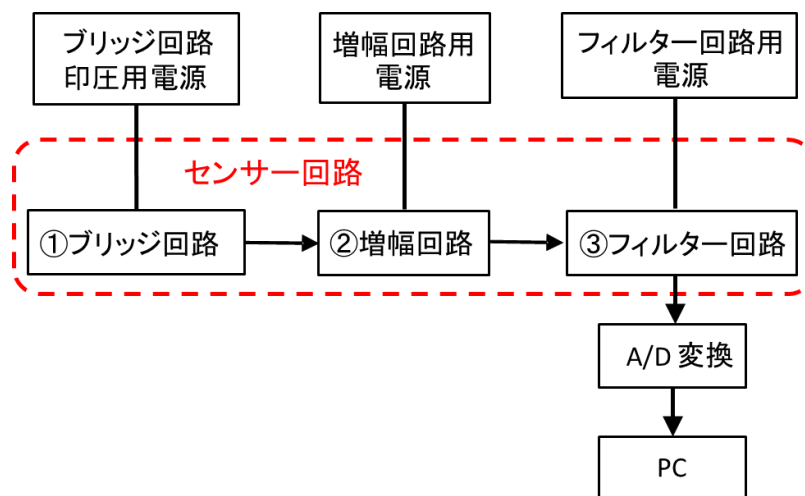 ブリッジ回路
印圧用電源
増幅回路用
電源
フィルター回路用
電源
センサー回路
①ブリッジ回路
②増幅回路
③フィルター回路
A/D 変換
PC